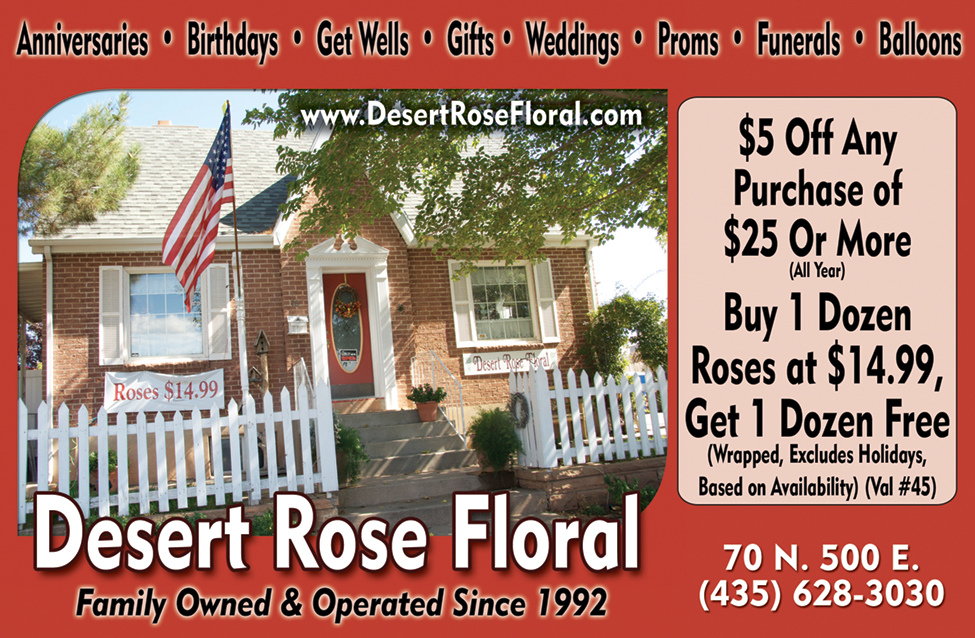 Anniversaries • Birthdays • Get Wells • Gifts • Weddings • Proms • Funerals • Balloons
www.DesertRoseFloral.com
Roses $14.99
Desert Rose Floral
Desert Rose Floral
Family Owned & Operated Since 1992
$5 Off Any
Purchase of
$25 Or More
(All Year)
Buy 1 Dozen
Roses at $14.99,
Get 1 Dozen Free
(Wrapped, Excludes Holidays,
Based on Availability) (Val #45)
70 N. 500 E.
(435) 628-3030